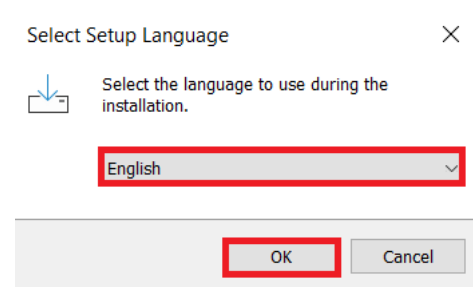 Select Setup Language
Select the language to use during the
installation.
English
OK
Cancel